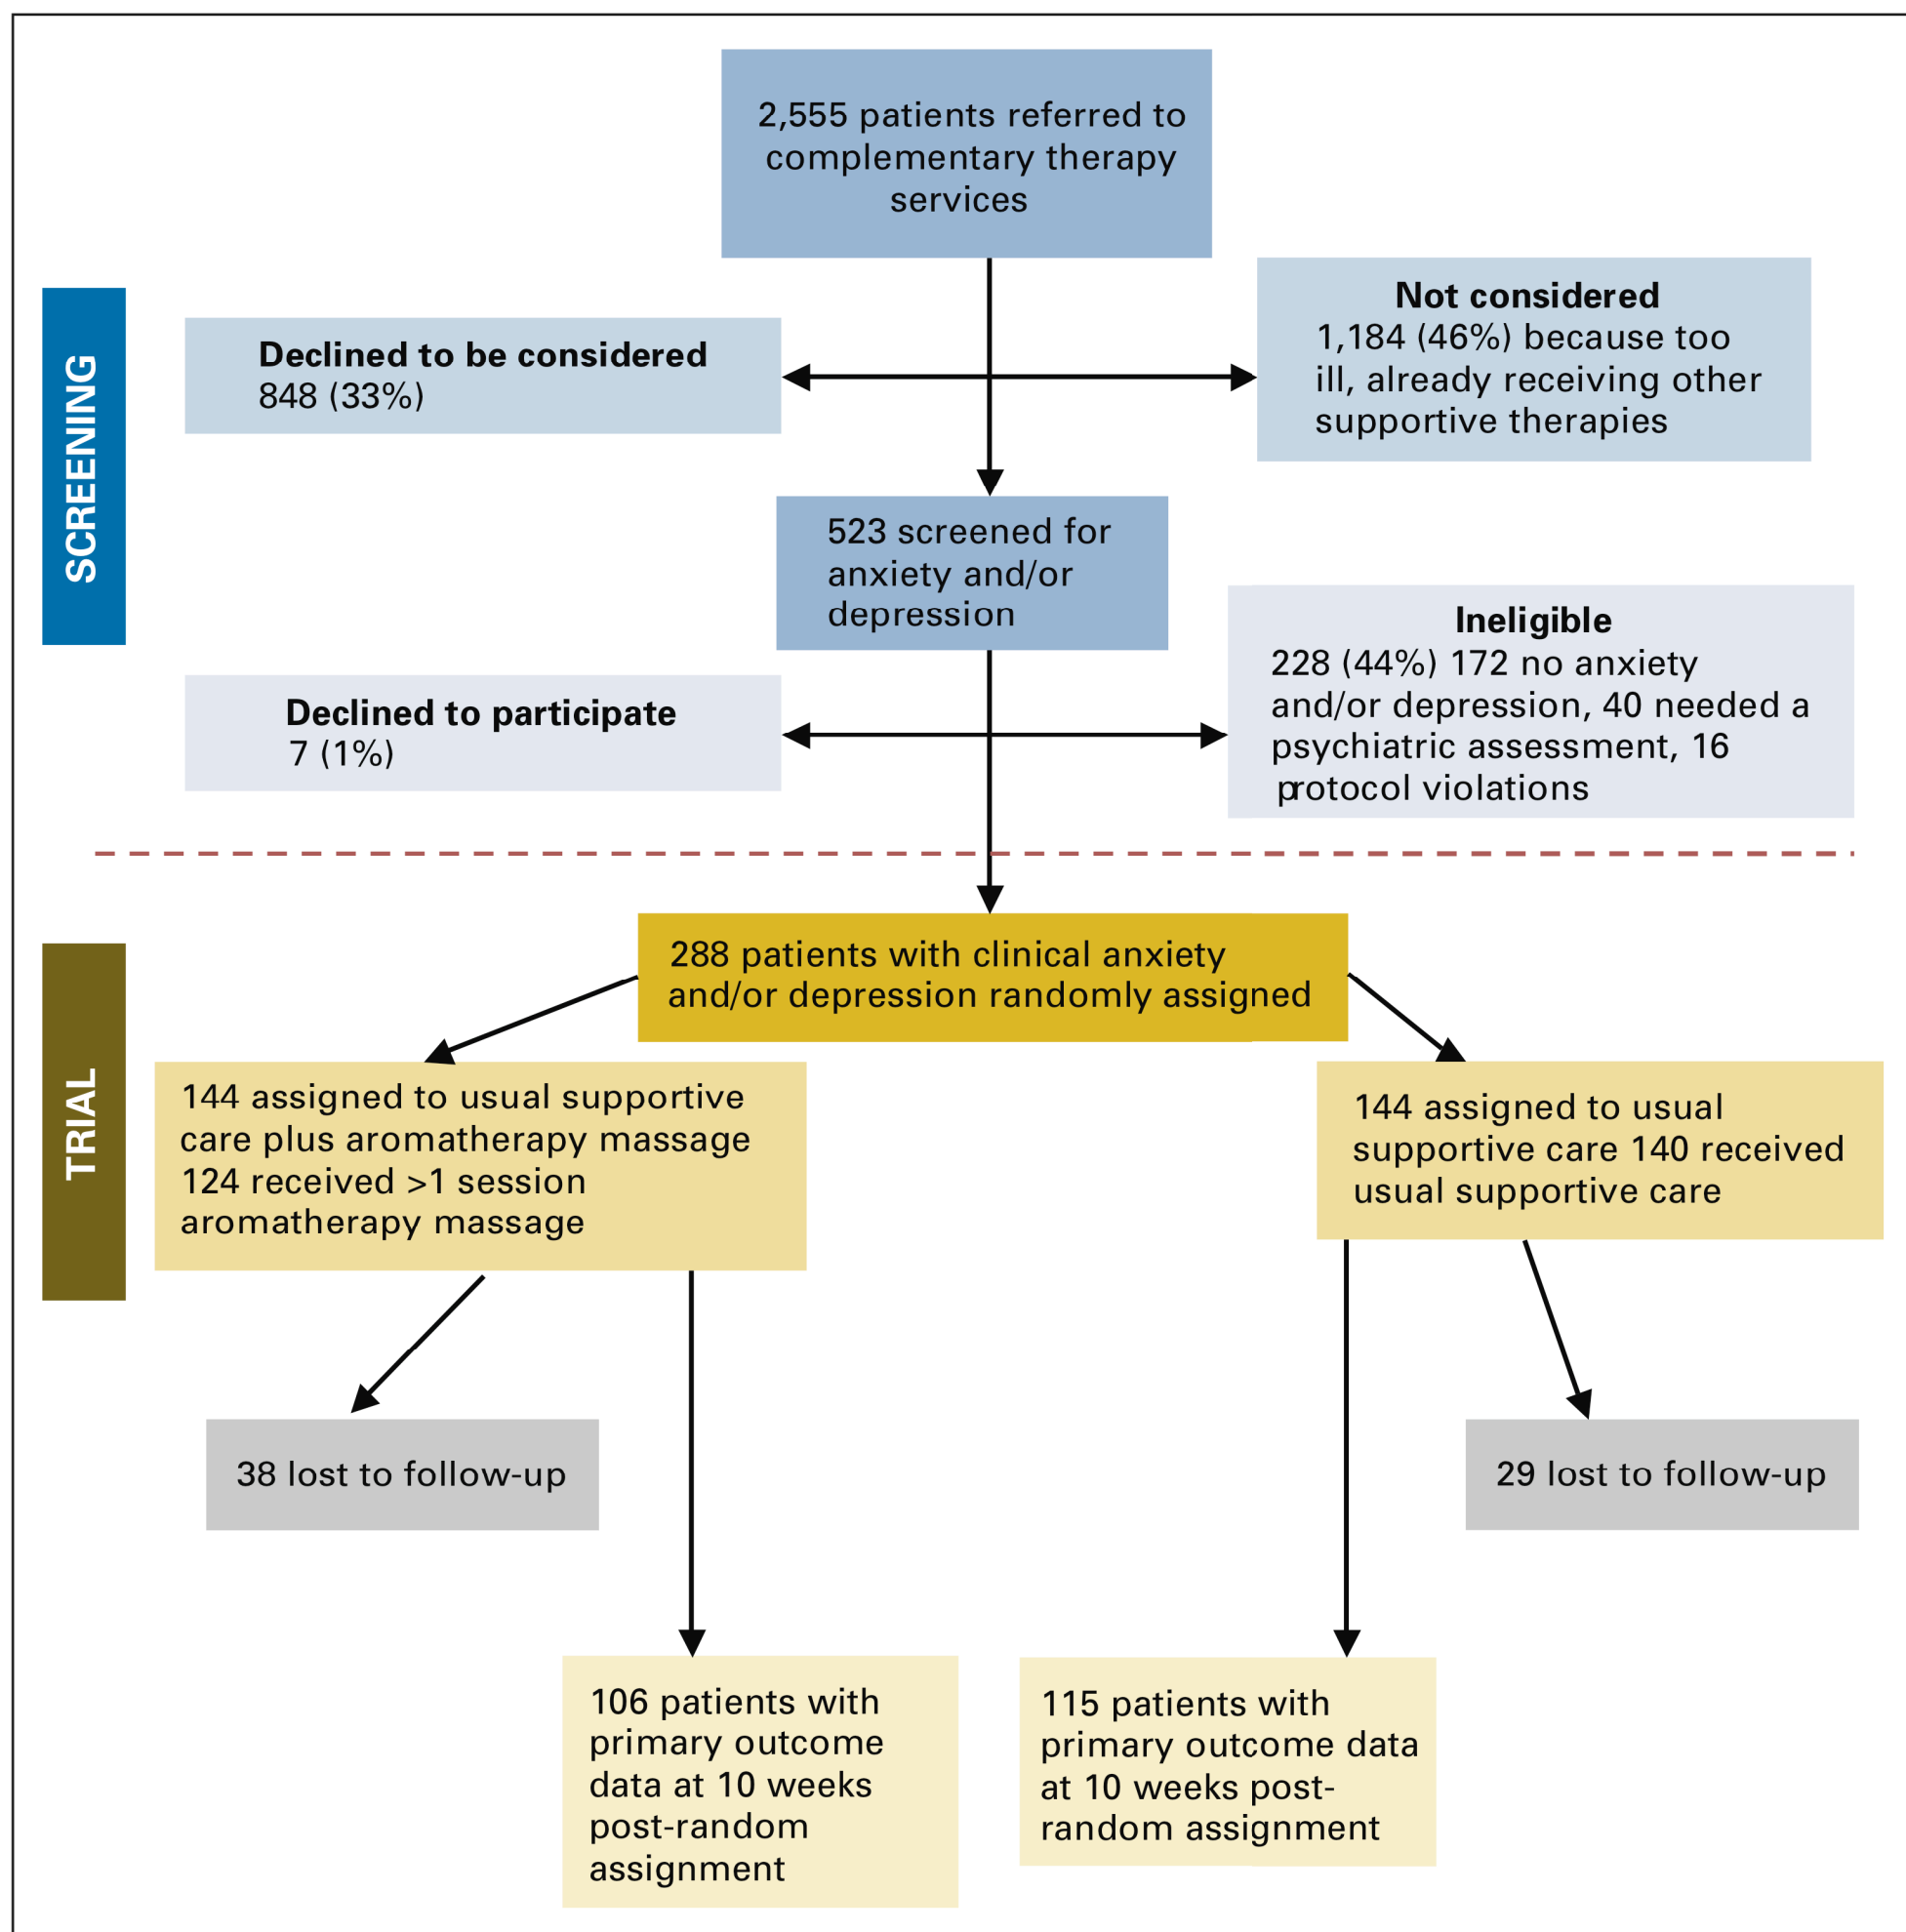 2,555 patients referred to
complementary therapy
services
SCREENING
Declined to be considered
848 (33%)
Not considered
1,184 (46%) because too
ill, already receiving other
supportive therapies
523 screened for
anxiety and/or
depression
Declined to participate
7 (1%)
Ineligible
228 (44%) 172 no anxiety
and/or depression, 40 needed a
psychiatric assessment, 16
protocol violations
TRIAL
288 patients with clinical anxiety
and/or depression randomly assigned
144 assigned to usual supportive
care plus aromatherapy massage
124 received >1 session
aromatherapy massage
144 assigned to usual
supportive care 140 received
usual supportive care
38 lost to follow-up
29 lost to follow-up
106 patients with
primary outcome
data at 10 weeks
post-random
assignment
115 patients with
primary outcome data
at 10 weeks post-
random assignment